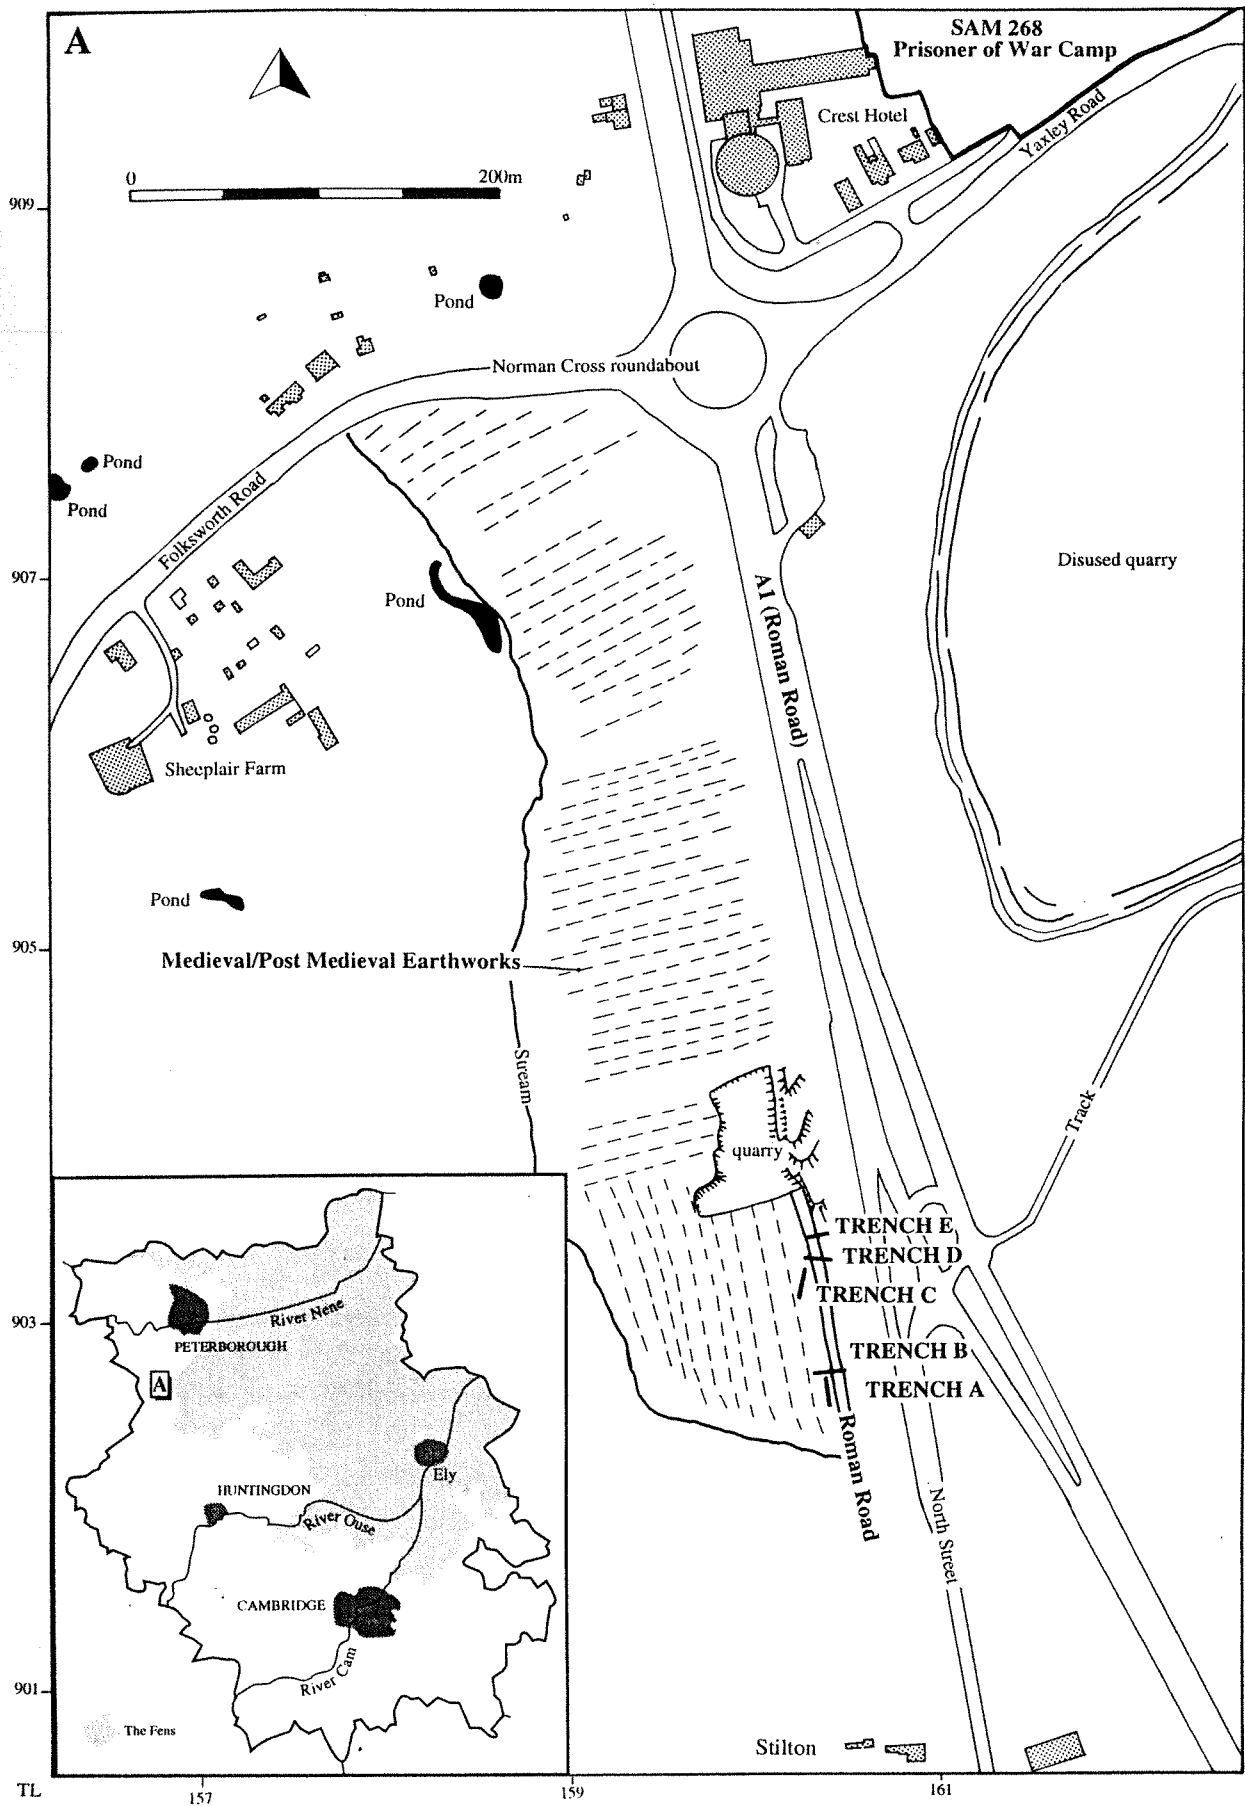 A
SAM 268
Prisoner of War Camp
Crest Hotel
Yaxley Road
0 200m
909
Pond
Norman Cross roundabout
Pond
Pond
Folksworth Road
907
Pond
A1 (Roman Road)
Disused quarry
Sheeplair Farm
Pond
905
Medieval/Post Medieval Earthworks
Stream
Track
quarry
TRENCH E
TRENCH D
TRENCH C
903
TRENCH B
TRENCH A
Roman Road
North Street
River Nene
PETERBOROUGH
A
Ely
HUNTINGDON
River Ouse
CAMBRIDGE
River Cam
901
The Fens
Stilton
TL
157
159
161